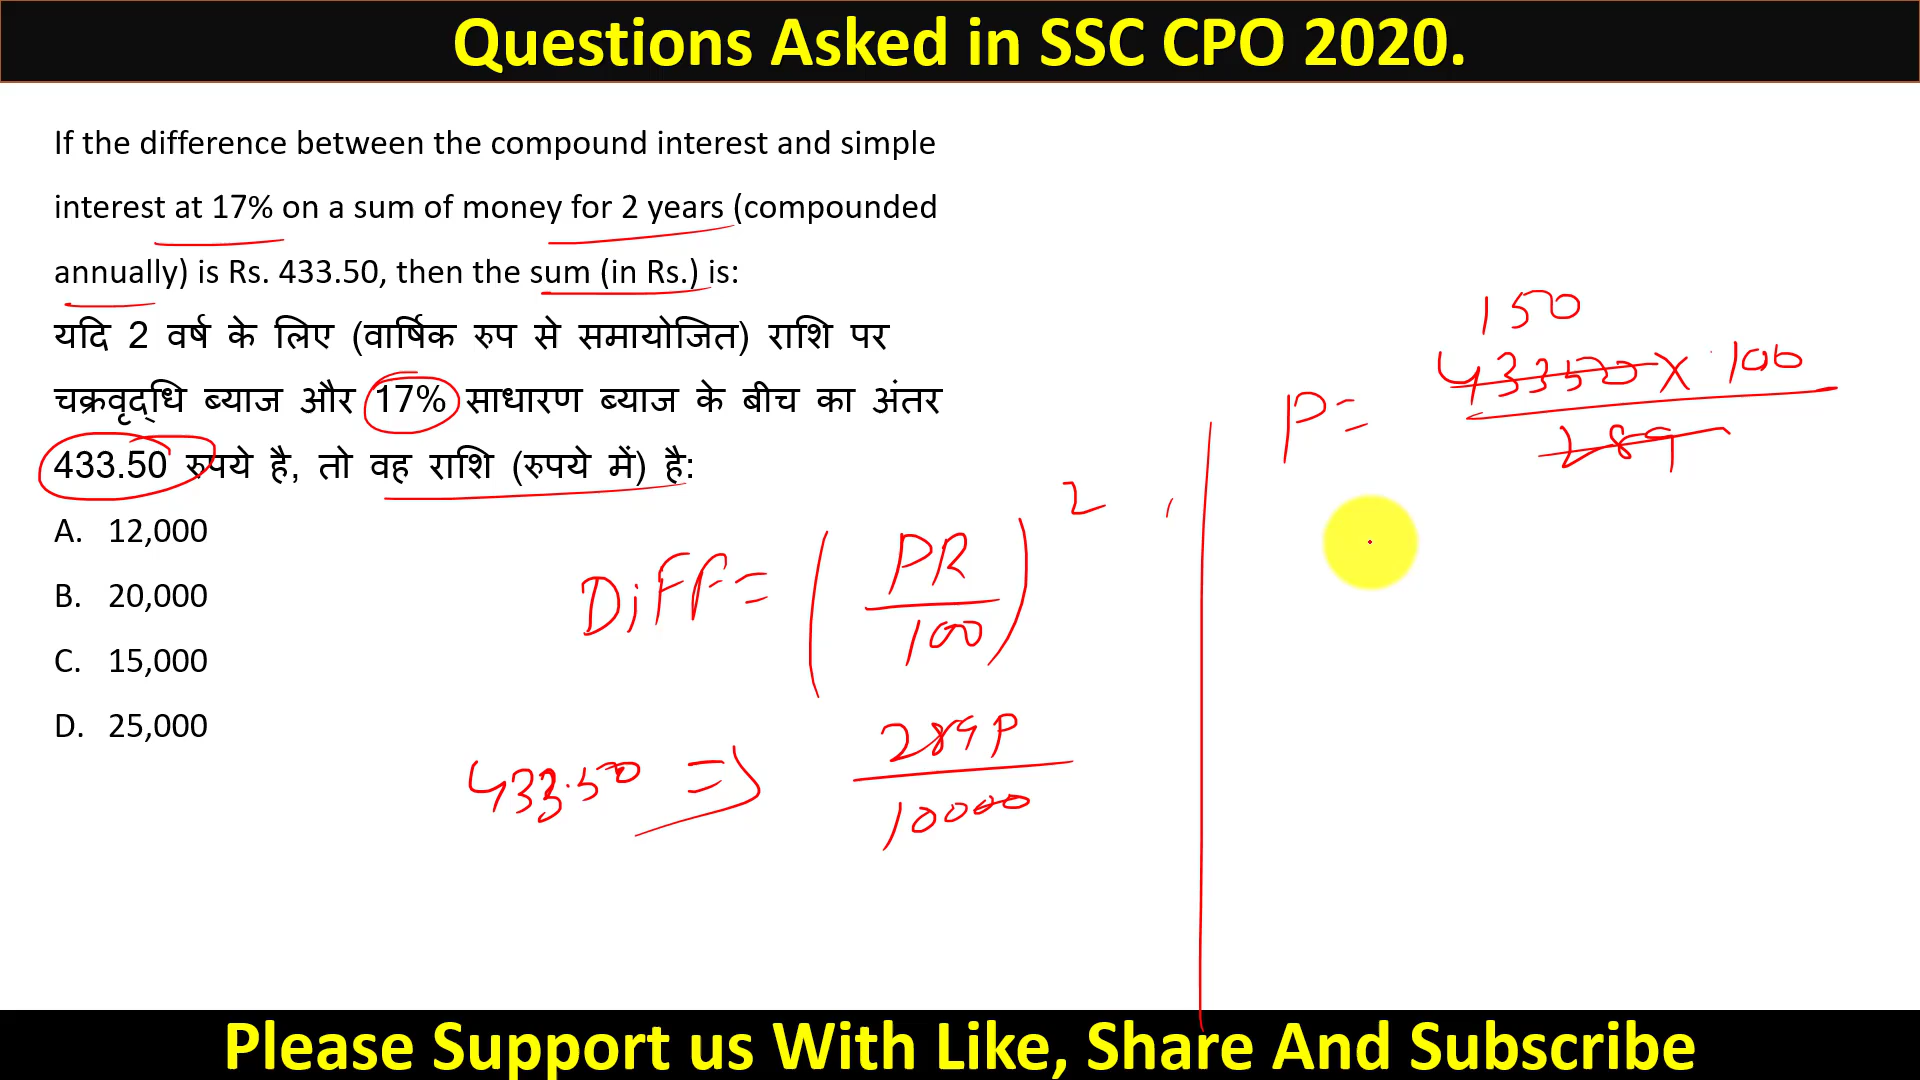 Questions Asked in SSC CPO 2020.
If the difference between the compound interest and simple
interest at 17% on a sum of money for 2 years (compounded
annually) is Rs. 433.50, then the sum (in Rs.) is:
यदि 2 वर्ष के लिए (वार्षिक रुप से समायोजित) राशि पर
चक्रवृद्धि ब्याज और 17% साधारण ब्याज के बीच का अंतर
433.50 रुपये है, तो वह राशि (रुपये में) है:
A. 12,000
B. 20,000
C. 15,000
D. 25,000
DiFF = ( PR
100 ) 2
433.50 => 289P
10000
150
P = 43350 X 100
289
Please Support us With Like, Share And Subscribe